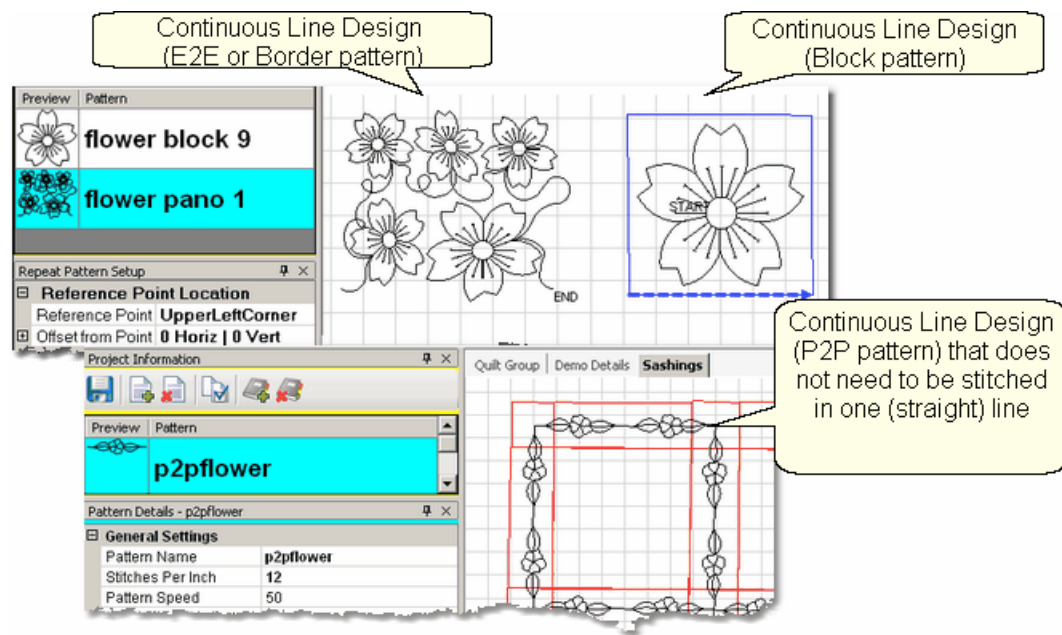 Continuous Line Design
(E2E or Border pattern)
Continuous Line Design
(Block pattern)
Preview Pattern
flower block 9
flower pano 1
START
END
Repeat Pattern Setup
Reference Point Location
Reference Point UpperLeftCorner
Offset from Point 0 Horiz | 0 Vert
Continuous Line Design
(P2P pattern) that does
not need to be stitched
in one (straight) line
Project Information
Quilt Group Demo Details Sashings
Preview Pattern
p2pflower
Pattern Details - p2pflower
General Settings
Pattern Name p2pflower
Stitches Per Inch 12
Pattern Speed 50